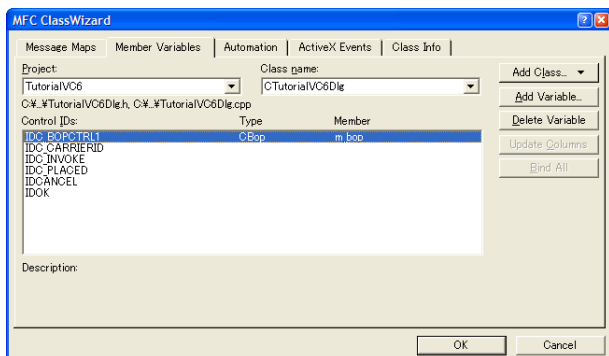 MFC ClassWizard
Message Maps Member Variables Automation ActiveX Events Class Info
Project: Class name: Add Class...
TutorialVC6 CTutorialVC6Dlg
Add Variable...
C:¥...¥TutorialVC6Dlg.h, C:¥...¥TutorialVC6Dlg.cpp
Control IDs: Type Member Delete Variable
IDC_BOPCTRL1 CBop m_bop
IDC_CARRIERID Update Columns
IDC_INVOKE
IDC_PLACED Bind All
IDCANCEL
IDOK
Description:
OK Cancel